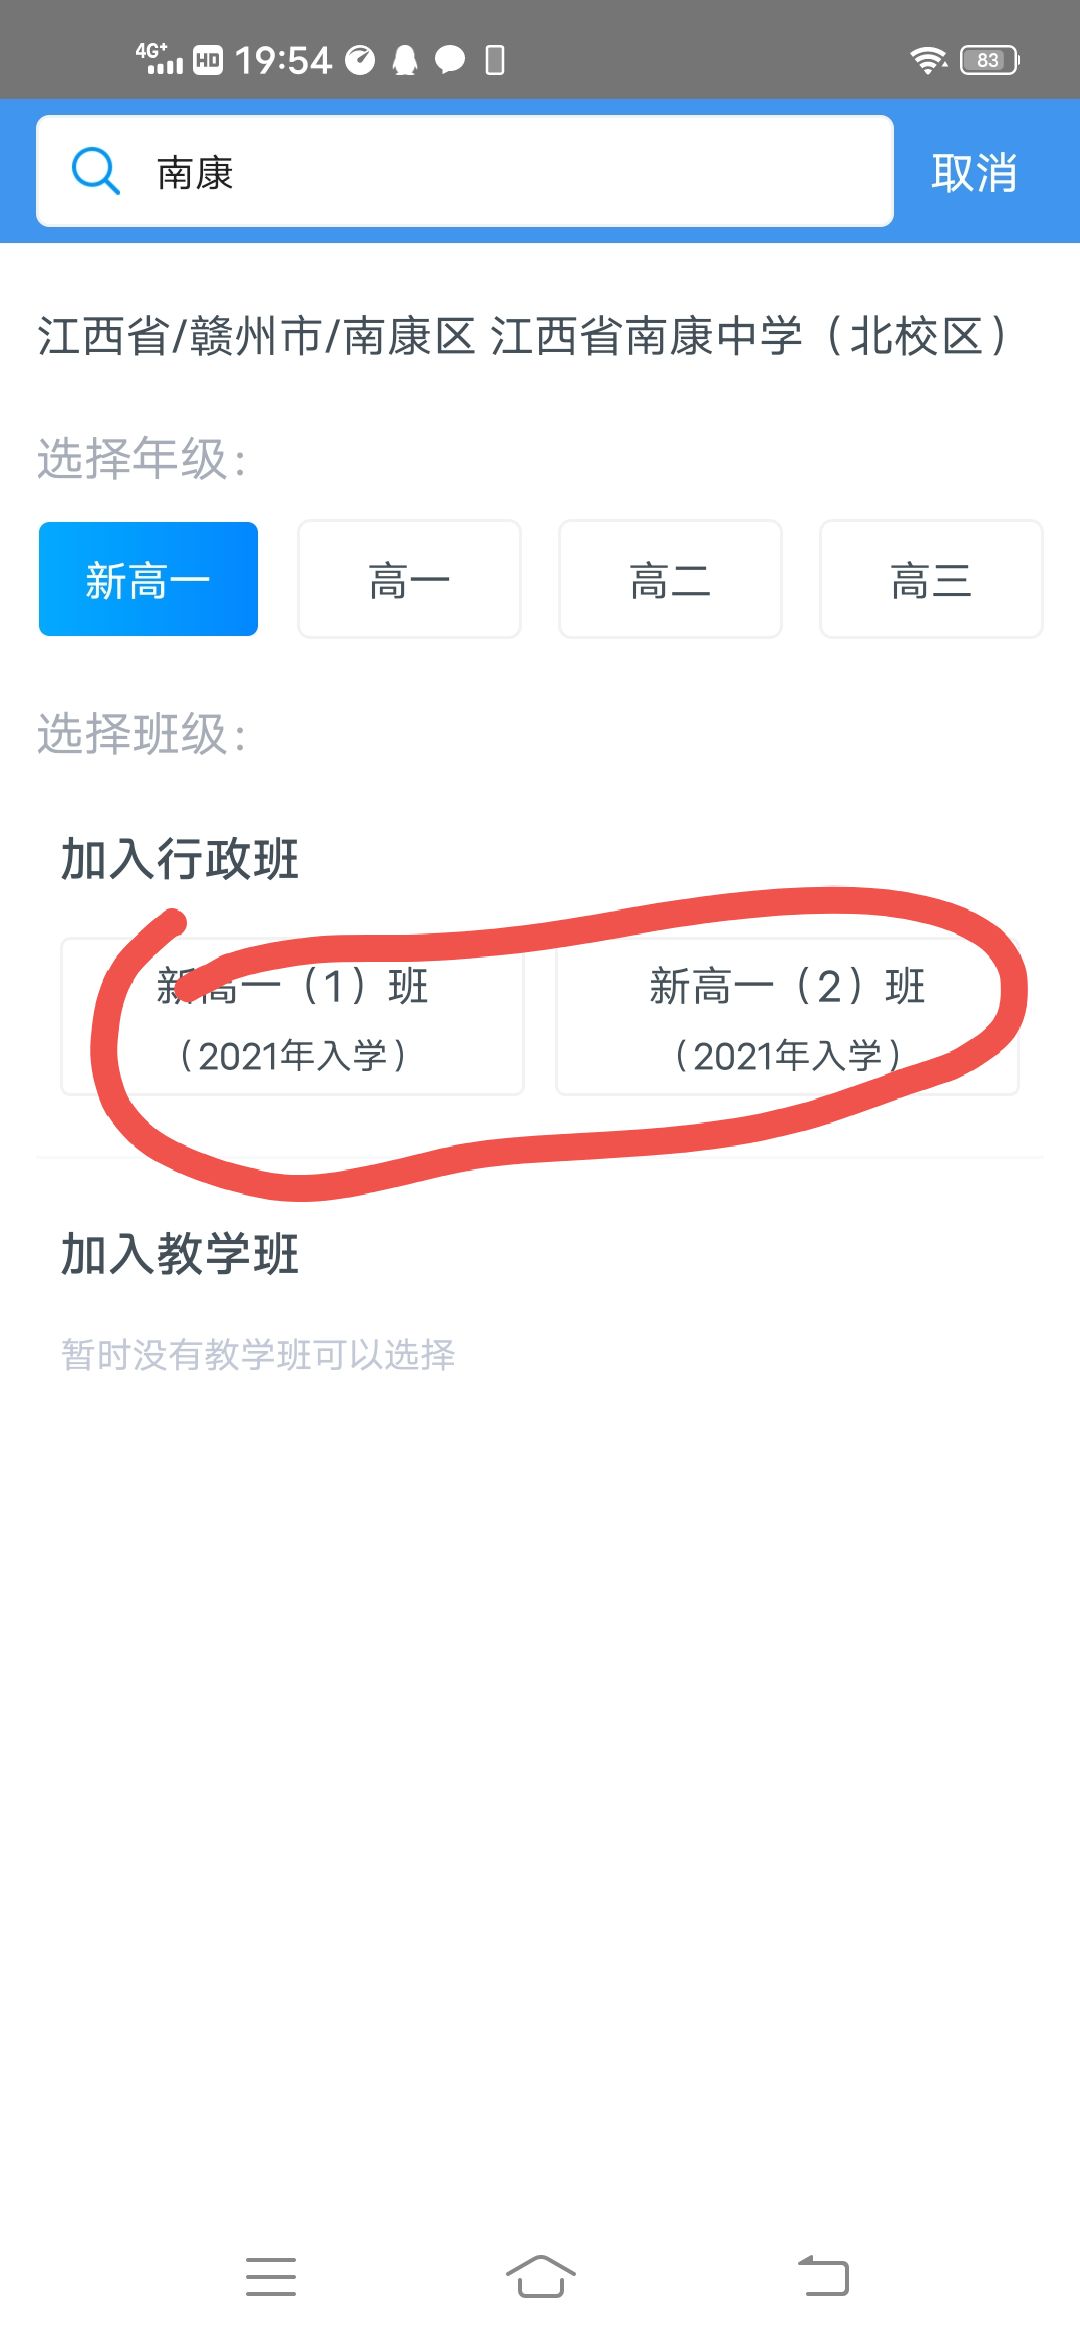 4G+ HD 19:54 83
南康 取消
江西省/赣州市/南康区 江西省南康中学（北校区）
选择年级：
新高一 高一 高二 高三
选择班级：
加入行政班
新高一（1）班 新高一（2）班
（2021年入学） （2021年入学）
加入教学班
暂时没有教学班可以选择